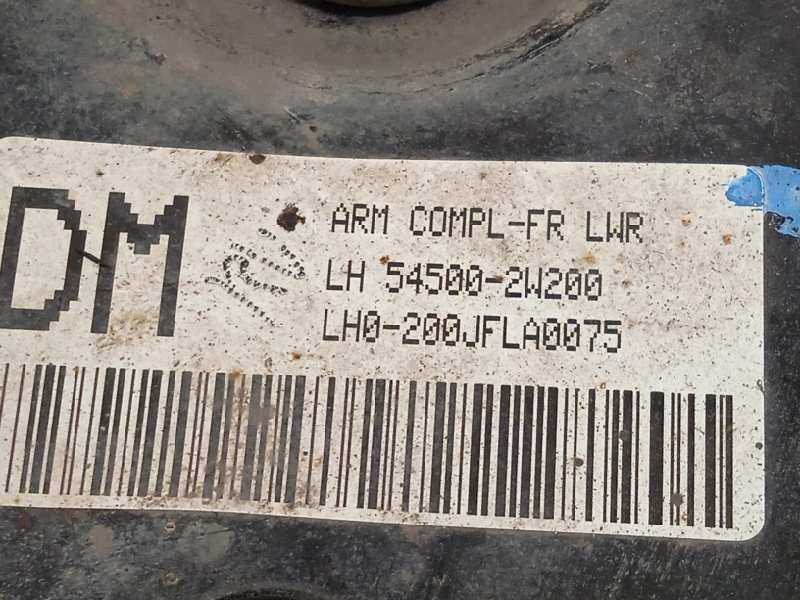 DM
ARM COMPL-FR LWR
LH 54500-2W200
LH0-200JFLA0075